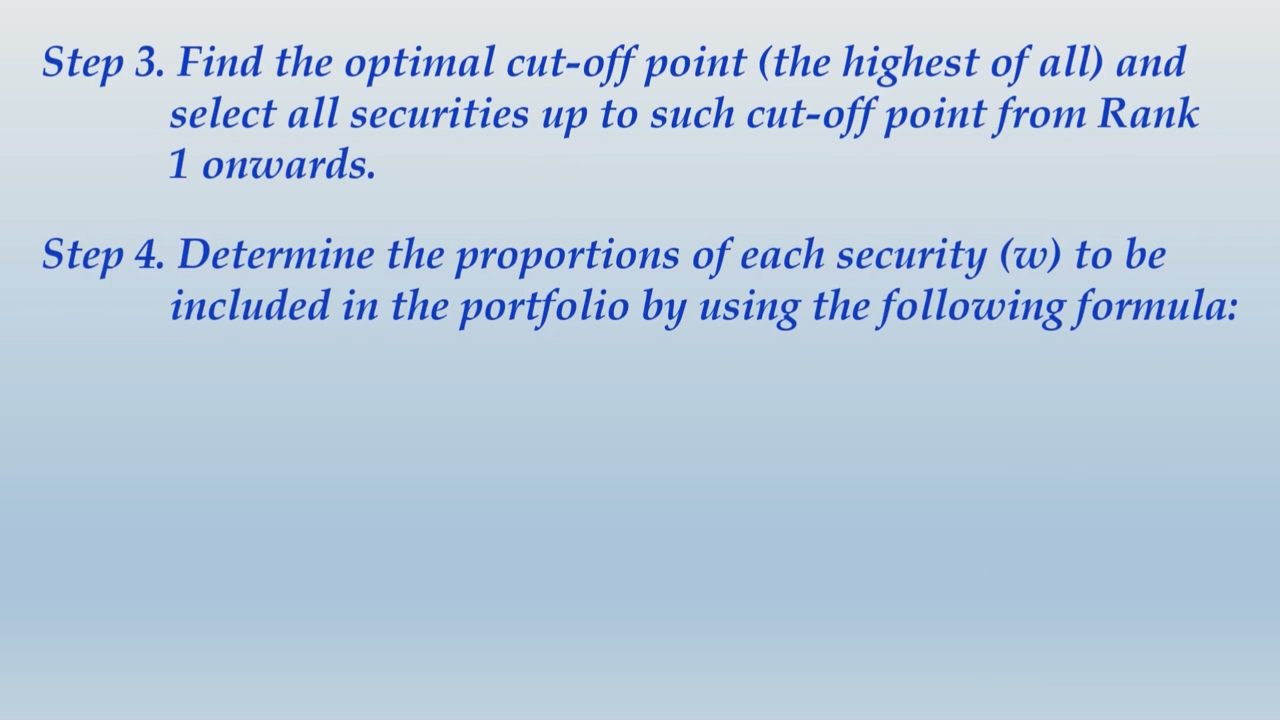 Step 3. Find the optimal cut-off point (the highest of all) and
select all securities up to such cut-off point from Rank
1 onwards.
Step 4. Determine the proportions of each security (w) to be
included in the portfolio by using the following formula: